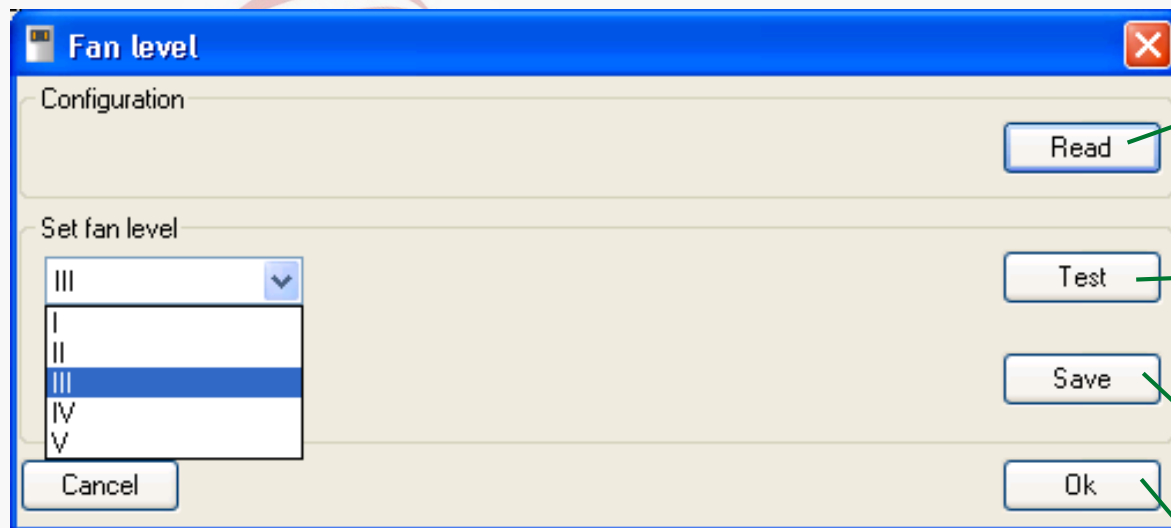 Fan level
Configuration
Read
Set fan level
III
Test
I
II
III
Save
IV
V
Cancel
Ok